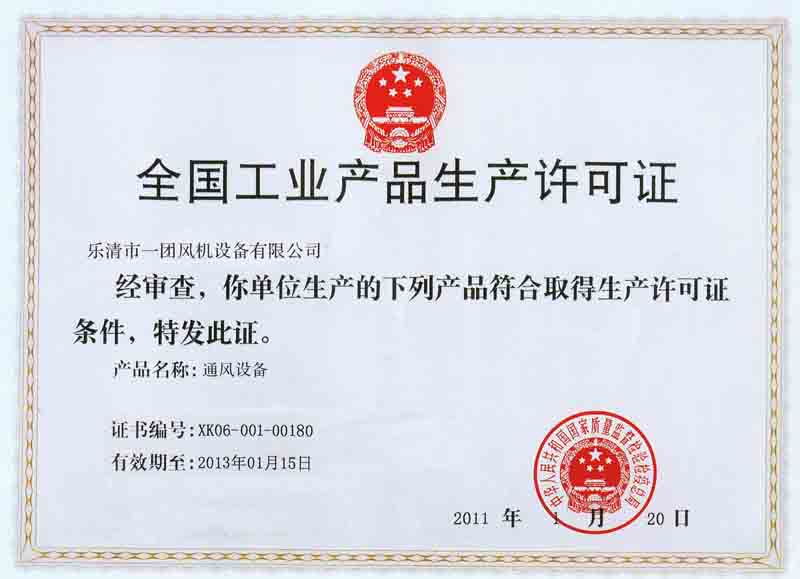 全国工业产品生产许可证
乐清市一团风机设备有限公司
经审查，你单位生产的下列产品符合取得生产许可证
条件，特发此证。
产品名称：通风设备
证书编号：XK06-001-00180
有效期至：2013年01月15日
中华人民共和国国家质量监督检验检疫总局
2011 年 1 月 20 日